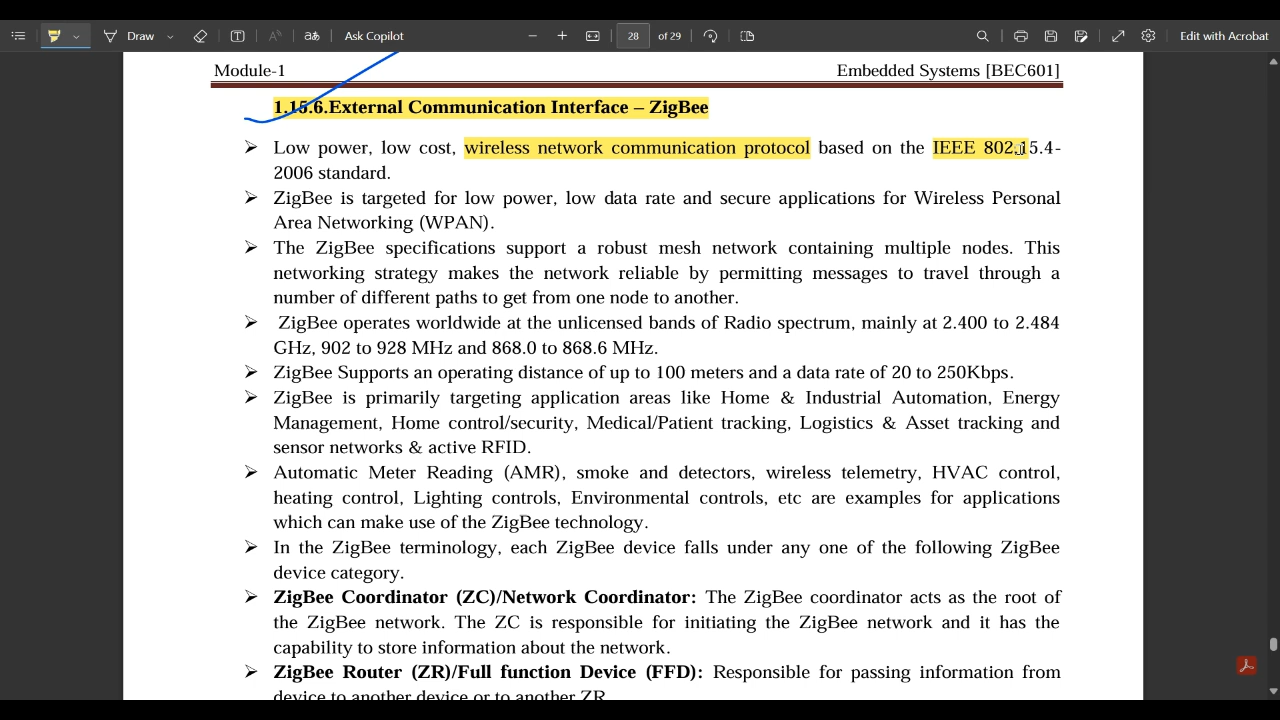 Draw
Ask Copilot
28
of 29
Edit with Acrobat
Module-1
Embedded Systems [BEC601]
1.15.6.External Communication Interface – ZigBee
➢ Low power, low cost, wireless network communication protocol based on the IEEE 802.15.4-
2006 standard.
➢ ZigBee is targeted for low power, low data rate and secure applications for Wireless Personal
Area Networking (WPAN).
➢ The ZigBee specifications support a robust mesh network containing multiple nodes. This
networking strategy makes the network reliable by permitting messages to travel through a
number of different paths to get from one node to another.
➢ ZigBee operates worldwide at the unlicensed bands of Radio spectrum, mainly at 2.400 to 2.484
GHz, 902 to 928 MHz and 868.0 to 868.6 MHz.
➢ ZigBee Supports an operating distance of up to 100 meters and a data rate of 20 to 250Kbps.
➢ ZigBee is primarily targeting application areas like Home & Industrial Automation, Energy
Management, Home control/security, Medical/Patient tracking, Logistics & Asset tracking and
sensor networks & active RFID.
➢ Automatic Meter Reading (AMR), smoke and detectors, wireless telemetry, HVAC control,
heating control, Lighting controls, Environmental controls, etc are examples for applications
which can make use of the ZigBee technology.
➢ In the ZigBee terminology, each ZigBee device falls under any one of the following ZigBee
device category.
➢ ZigBee Coordinator (ZC)/Network Coordinator: The ZigBee coordinator acts as the root of
the ZigBee network. The ZC is responsible for initiating the ZigBee network and it has the
capability to store information about the network.
➢ ZigBee Router (ZR)/Full function Device (FFD): Responsible for passing information from
device to another device or to another ZR.